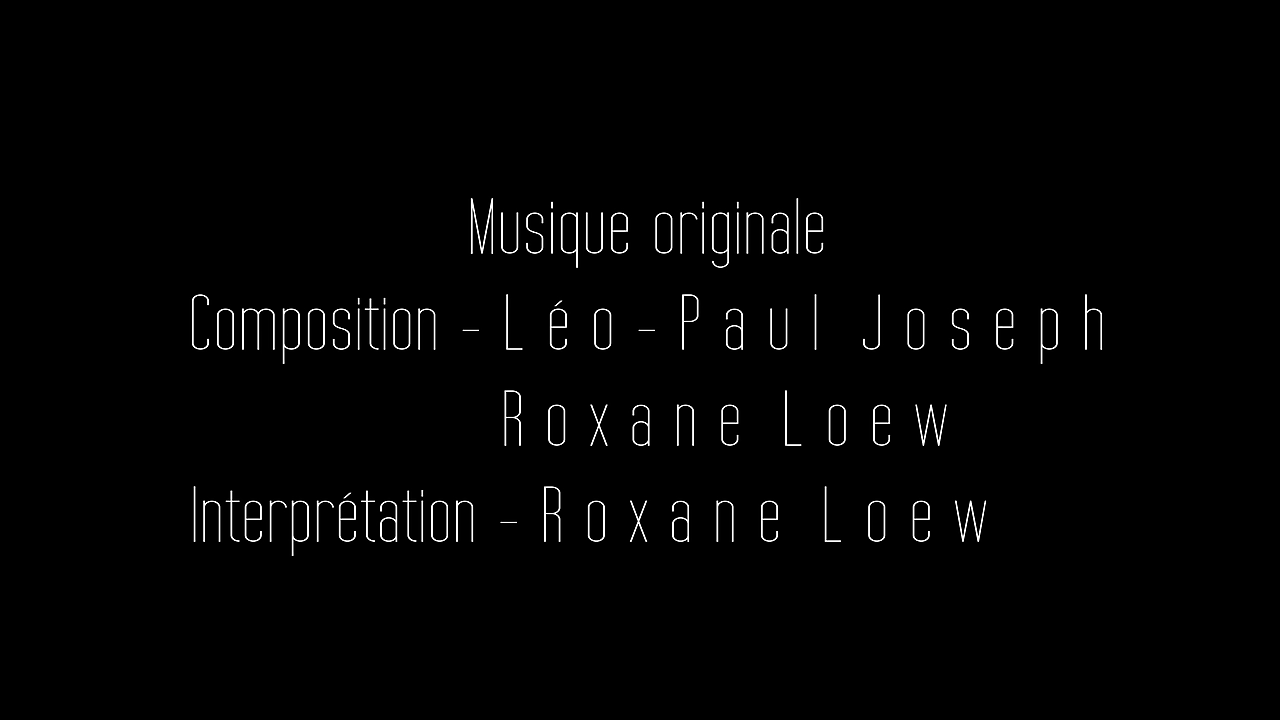 Musique originale
Composition - Léo-Paul Joseph
Roxane Loew
Interprétation - Roxane Loew